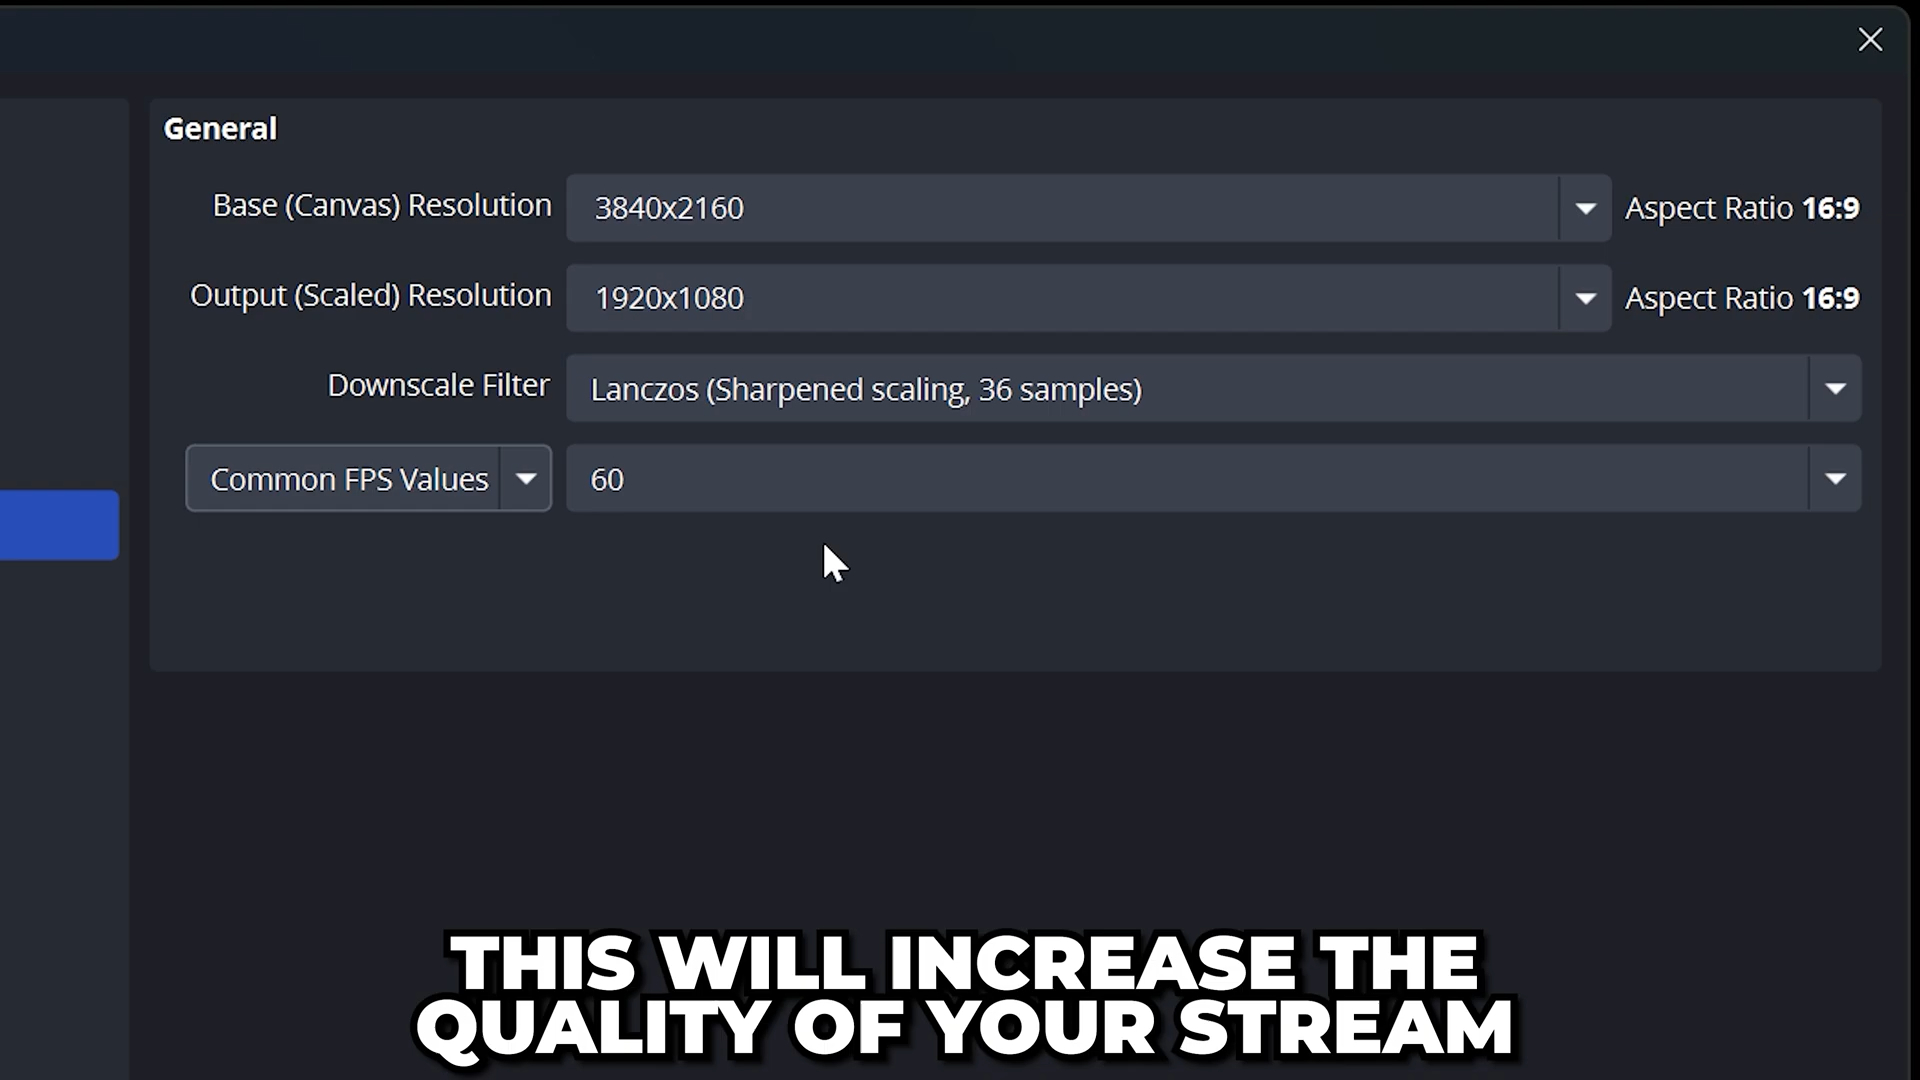 General
Base (Canvas) Resolution 3840x2160 Aspect Ratio 16:9
Output (Scaled) Resolution 1920x1080 Aspect Ratio 16:9
Downscale Filter Lanczos (Sharpened scaling, 36 samples)
Common FPS Values 60
THIS WILL INCREASE THE
QUALITY OF YOUR STREAM